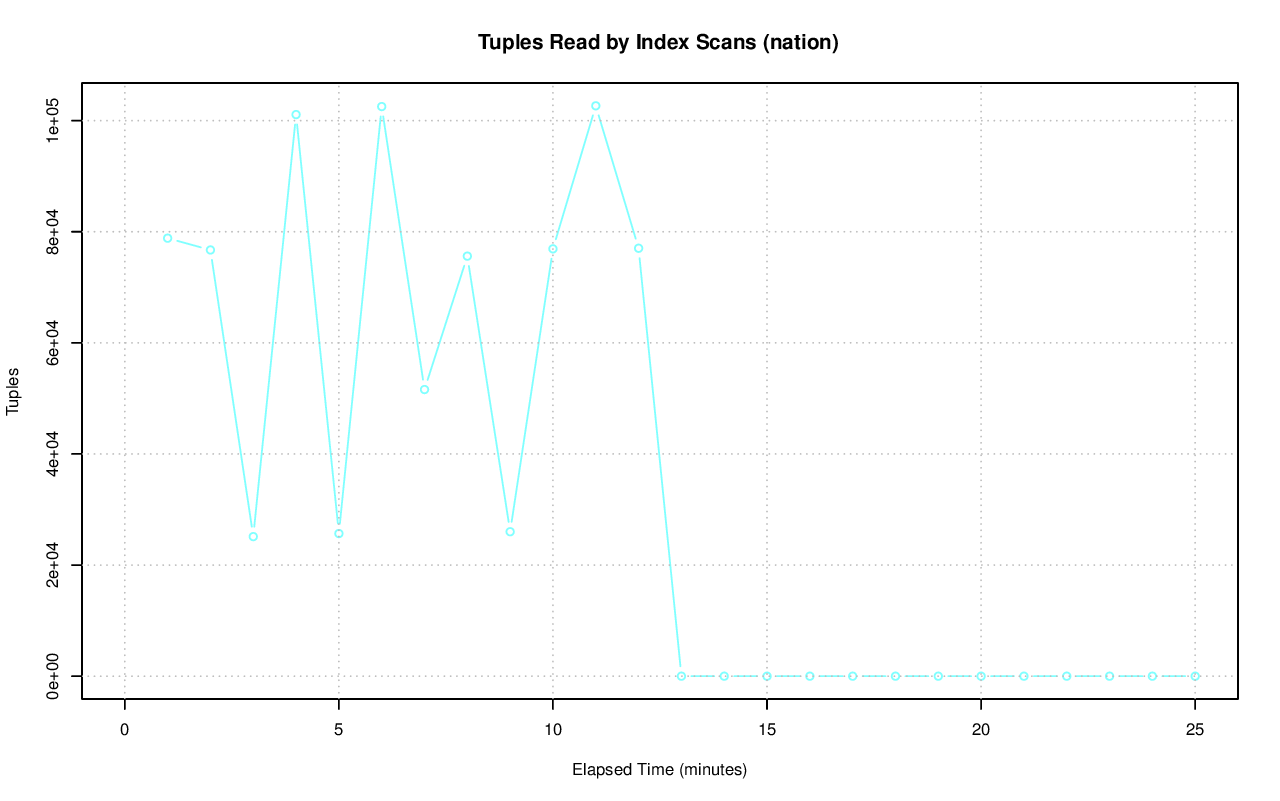 Tuples Read by Index Scans (nation)
1e+05
8e+04
6e+04
4e+04
2e+04
0e+00
Tuples
0 5 10 15 20 25
Elapsed Time (minutes)